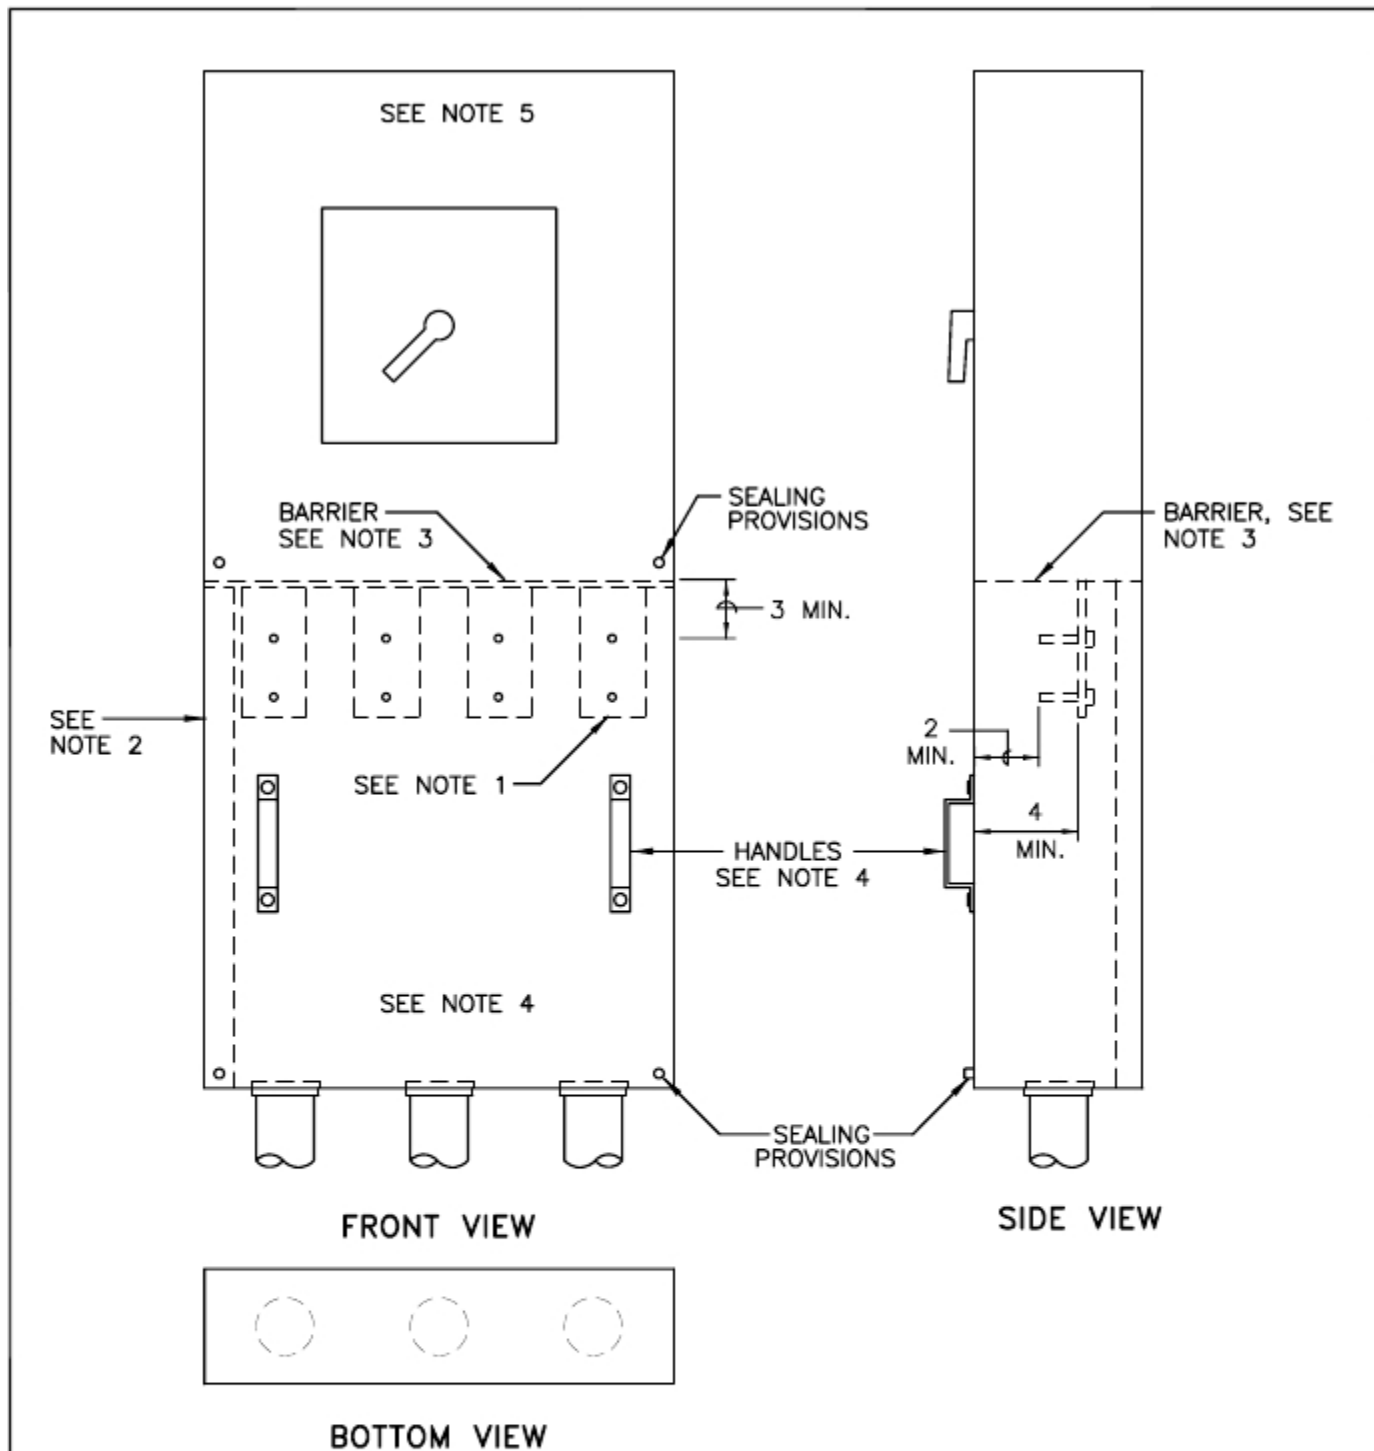 SEE NOTE 5
SEALING
PROVISIONS
BARRIER
SEE NOTE 3
BARRIER, SEE
NOTE 3
3 MIN.
SEE
NOTE 2
2
MIN.
SEE NOTE 1
4
MIN.
HANDLES
SEE NOTE 4
SEE NOTE 4
SEALING
PROVISIONS
FRONT VIEW
SIDE VIEW
BOTTOM VIEW